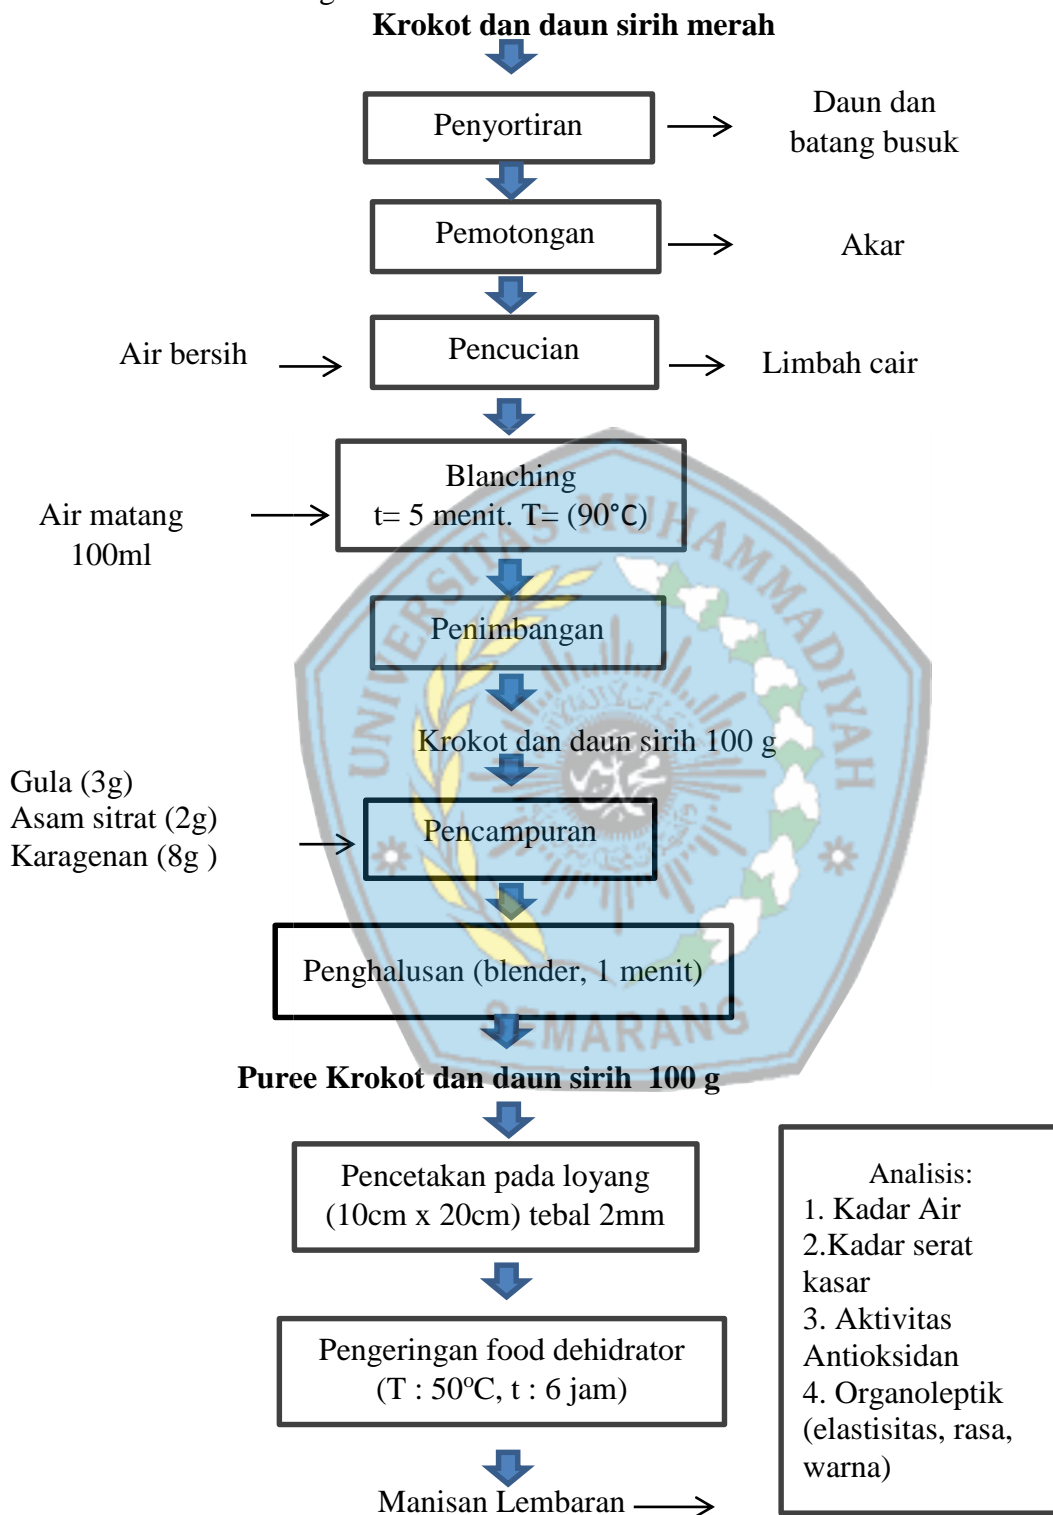 g
Krokot dan daun sirih merah
Penyortiran
Daun dan
batang busuk
Pemotongan
Akar
Air bersih
Pencucian
Limbah cair
Blanching
t= 5 menit. T= (90°C)
Air matang
100ml
Penimbangan
Krokot dan daun sirih 100 g
Gula (3g)
Asam sitrat (2g)
Karagenan (8g )
Pencampuran
Penghalusan (blender, 1 menit)
Puree Krokot dan daun sirih  100 g
Pencetakan pada loyang
(10cm x 20cm) tebal 2mm
Pengeringan food dehidrator
(T : 50°C, t : 6 jam)
Manisan Lembaran
Analisis:
1. Kadar Air
2.Kadar serat
kasar
3. Aktivitas
Antioksidan
4. Organoleptik
(elastisitas, rasa,
warna)
UNIVERSITAS MUHAMMADIYAH
SEMARANG